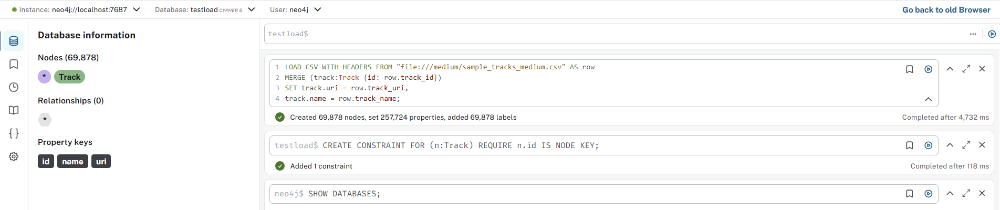 Instance: neo4j://localhost:7687 Database: testload CYPHER 5 User: neo4j Go back to old Browser
Database information
Nodes (69,878)
* Track
Relationships (0)
*
Property keys
id name uri
testload$
1 LOAD CSV WITH HEADERS FROM "file:///medium/sample_tracks_medium.csv" AS row
2 MERGE (track:Track {id: row.track_id})
3 SET track.uri = row.track_uri,
4 track.name = row.track_name;
Created 69,878 nodes, set 257,724 properties, added 69,878 labels Completed after 4,732 ms
testload$ CREATE CONSTRAINT FOR (n:Track) REQUIRE n.id IS NODE KEY;
Added 1 constraint Completed after 118 ms
neo4j$ SHOW DATABASES;